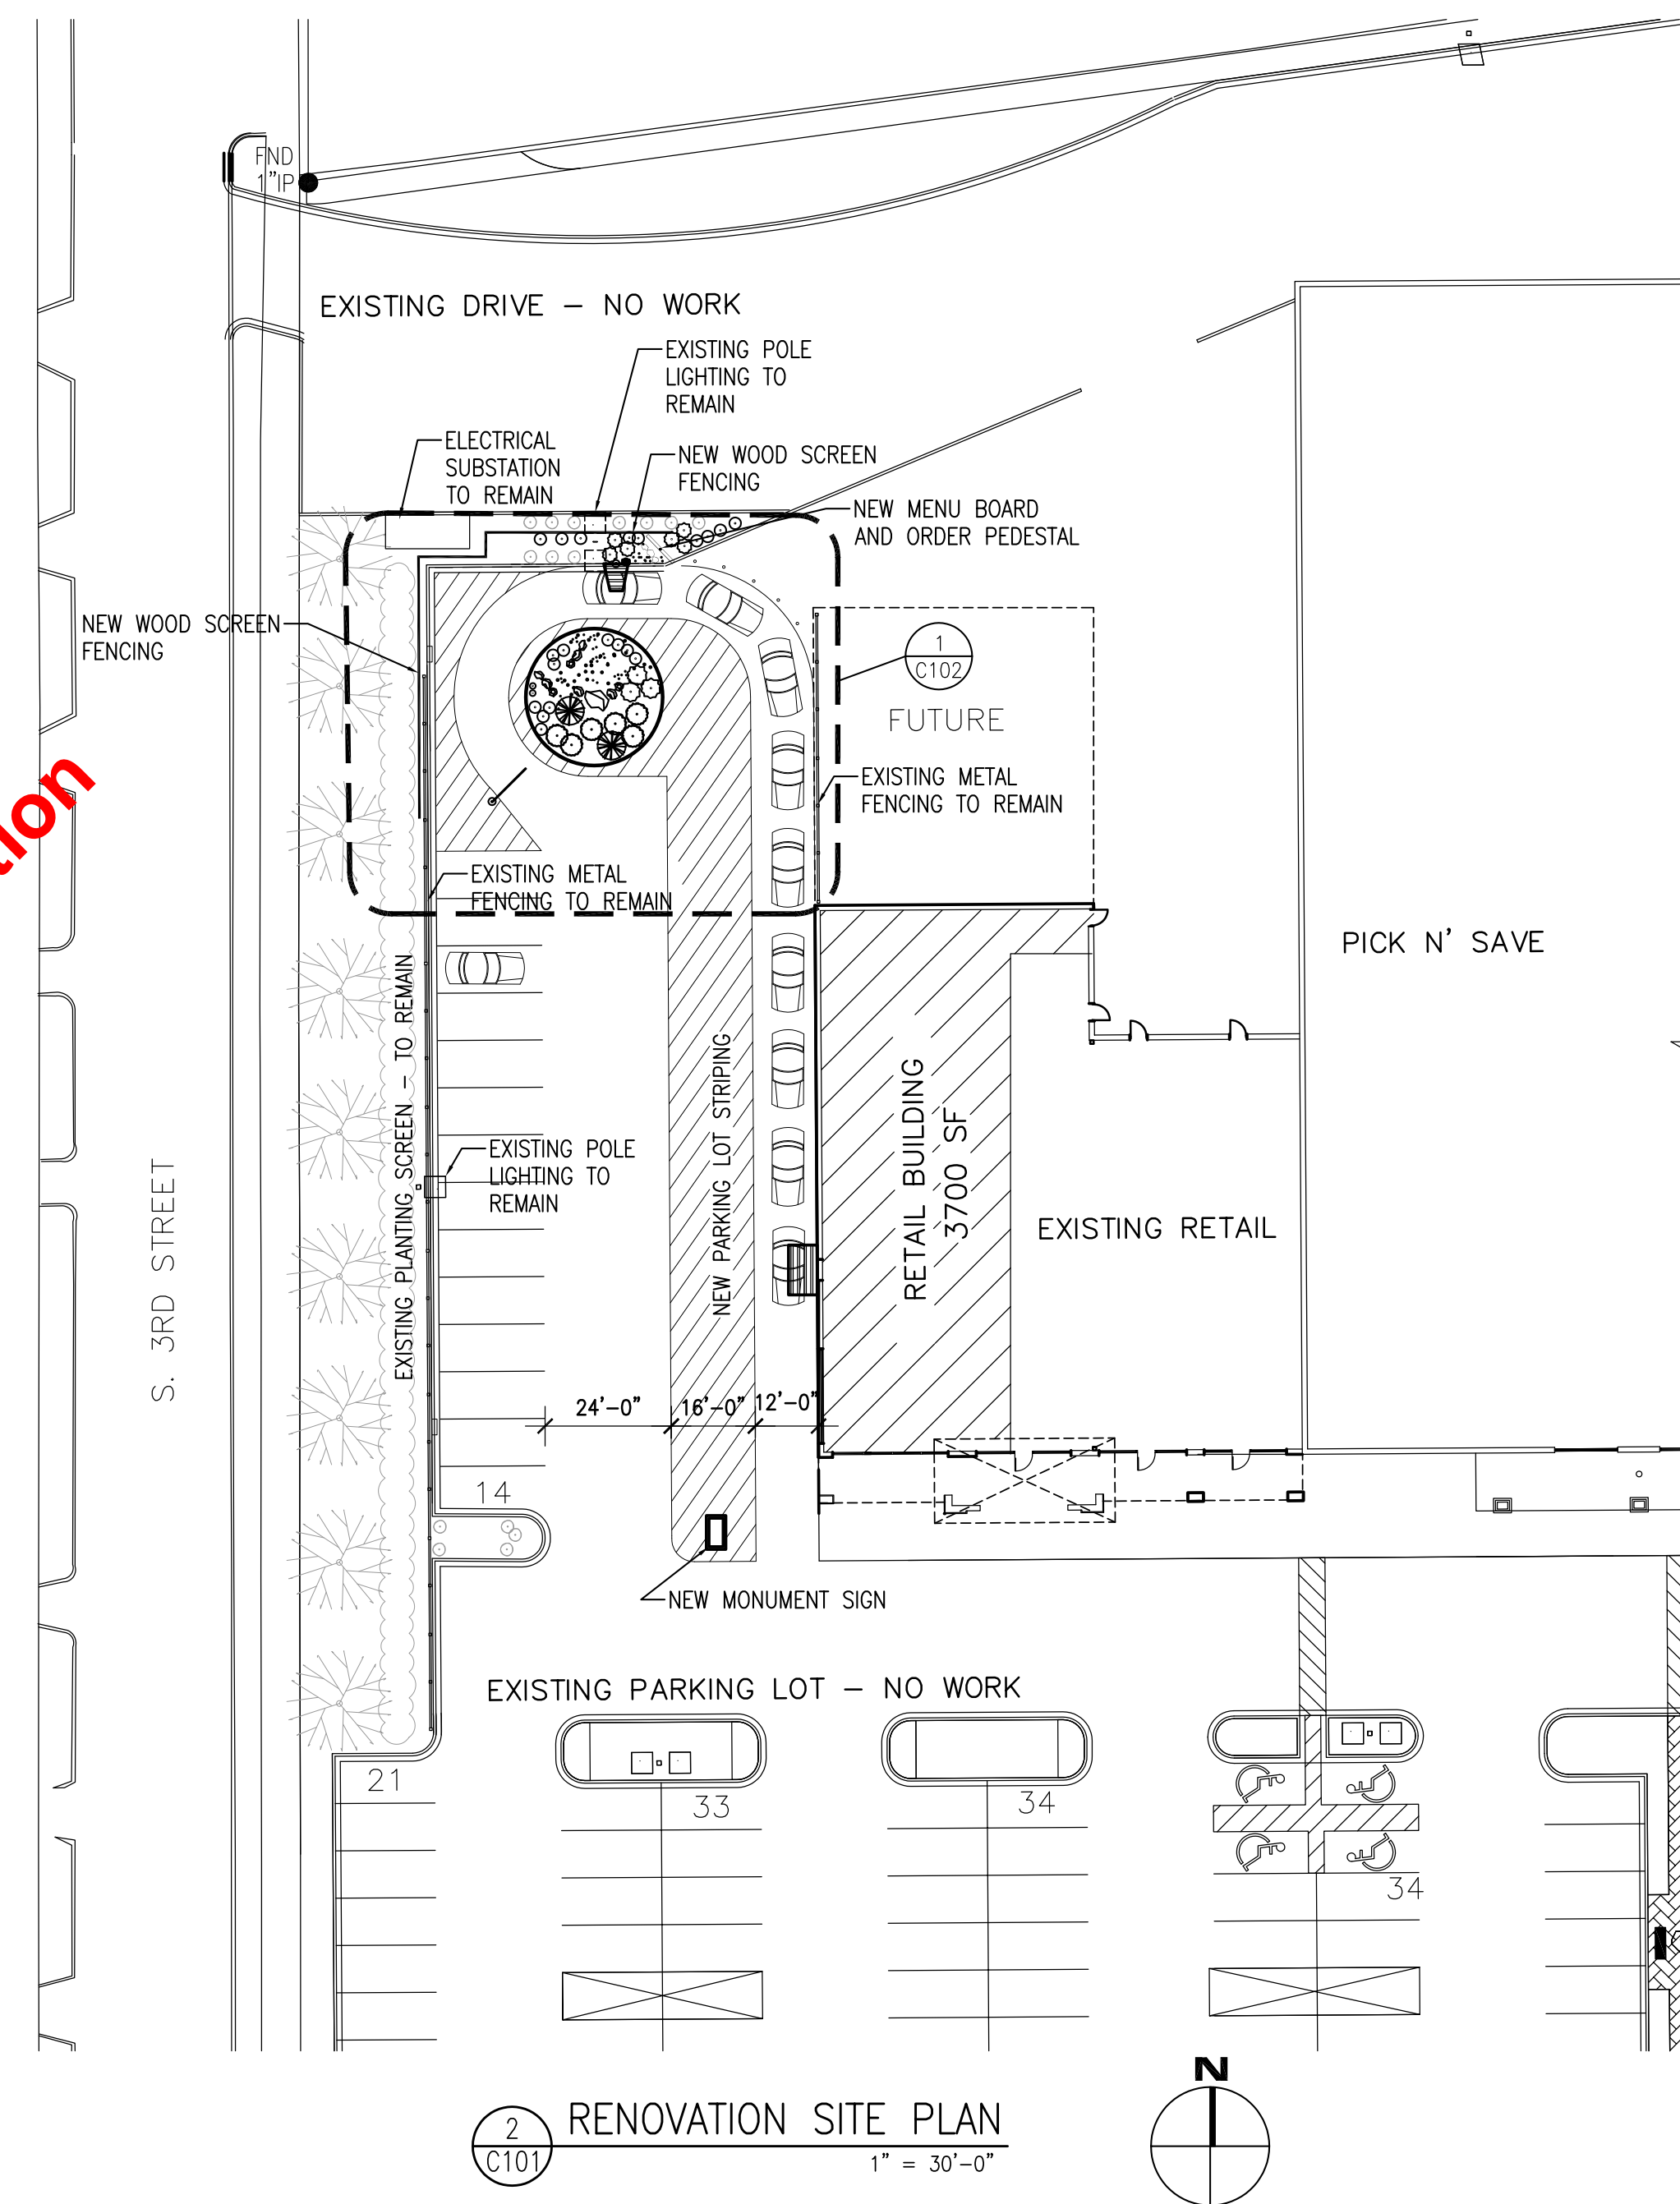 FND
1"IP
EXISTING DRIVE – NO WORK
EXISTING POLE
LIGHTING TO
REMAIN
ELECTRICAL
SUBSTATION
TO REMAIN
NEW WOOD SCREEN
FENCING
NEW MENU BOARD
AND ORDER PEDESTAL
NEW WOOD SCREEN
FENCING
1
C102
FUTURE
EXISTING METAL
FENCING TO REMAIN
tion
EXISTING METAL
FENCING TO REMAIN
PICK N' SAVE
EXISTING PLANTING SCREEN – TO REMAIN
NEW PARKING LOT STRIPING
RETAIL BUILDING
3700 SF
EXISTING POLE
LIGHTING TO
REMAIN
S. 3RD STREET
EXISTING RETAIL
24'-0"
16'-0"
12'-0"
14
NEW MONUMENT SIGN
EXISTING PARKING LOT – NO WORK
21
33
34
34
N
2
C101
RENOVATION SITE PLAN
1" = 30'-0"